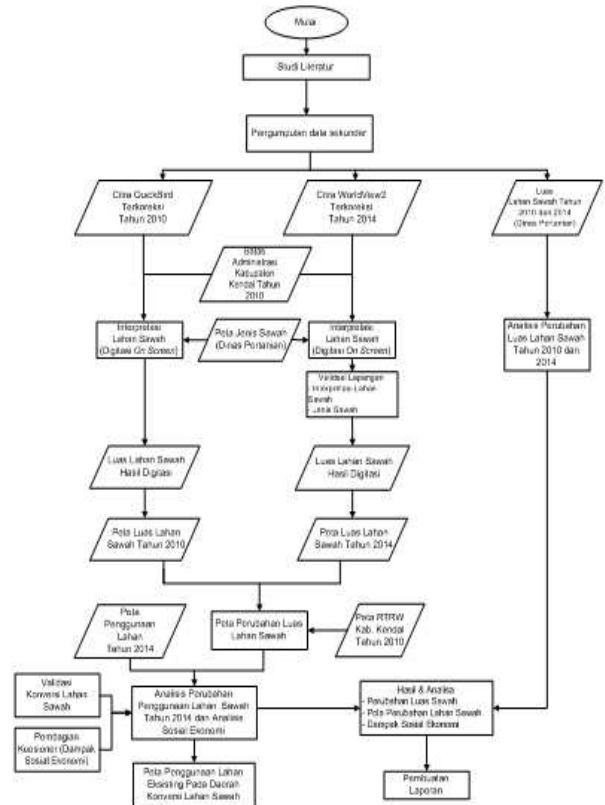 Mulai
Studi Literatur
Pengumpulan data sekunder
Citra QuickBird
Terkoreksi
Tahun 2010
Citra WorldView2
Terkoreksi
Tahun 2014
Luas
Lahan Sawah Tahun
2010 dan 2014
(Dinas Pertanian)
Batas
Administrasi
Kabupaten
Kendal Tahun
2010
Interpretasi
Lahan Sawah
(Digitasi On Screen)
Peta Jenis Sawah
(Dinas Pertanian)
Interpretasi
Lahan Sawah
(Digitasi On Screen)
Analisis Perubahan
Luas Lahan Sawah
Tahun 2010 dan
2014
Validasi Lapangan
- Interpretasi Lahan
Sawah
- Jenis Sawah
Luas Lahan Sawah
Hasil Digitasi
Luas Lahan Sawah
Hasil Digitasi
Peta Luas Lahan
Sawah Tahun 2010
Peta Luas Lahan
Sawah Tahun 2014
Peta
Penggunaan
Lahan
Tahun 2014
Peta Perubahan Luas
Lahan Sawah
Peta RTRW
Kab. Kendal
Tahun 2010
Validasi
Konversi Lahan
Sawah
Analisis Perubahan
Penggunaan Lahan Sawah
Tahun 2014 dan Analisis
Sosial Ekonomi
Hasil & Analisa
- Perubahan Luas Sawah
- Pola Perubahan Lahan Sawah
- Dampak Sosial Ekonomi
Pembagian
Kuosioner (Dampak
Sosial Ekonomi)
Peta Penggunaan Lahan
Eksisting Pada Daerah
Konversi Lahan Sawah
Pembuatan
Laporan